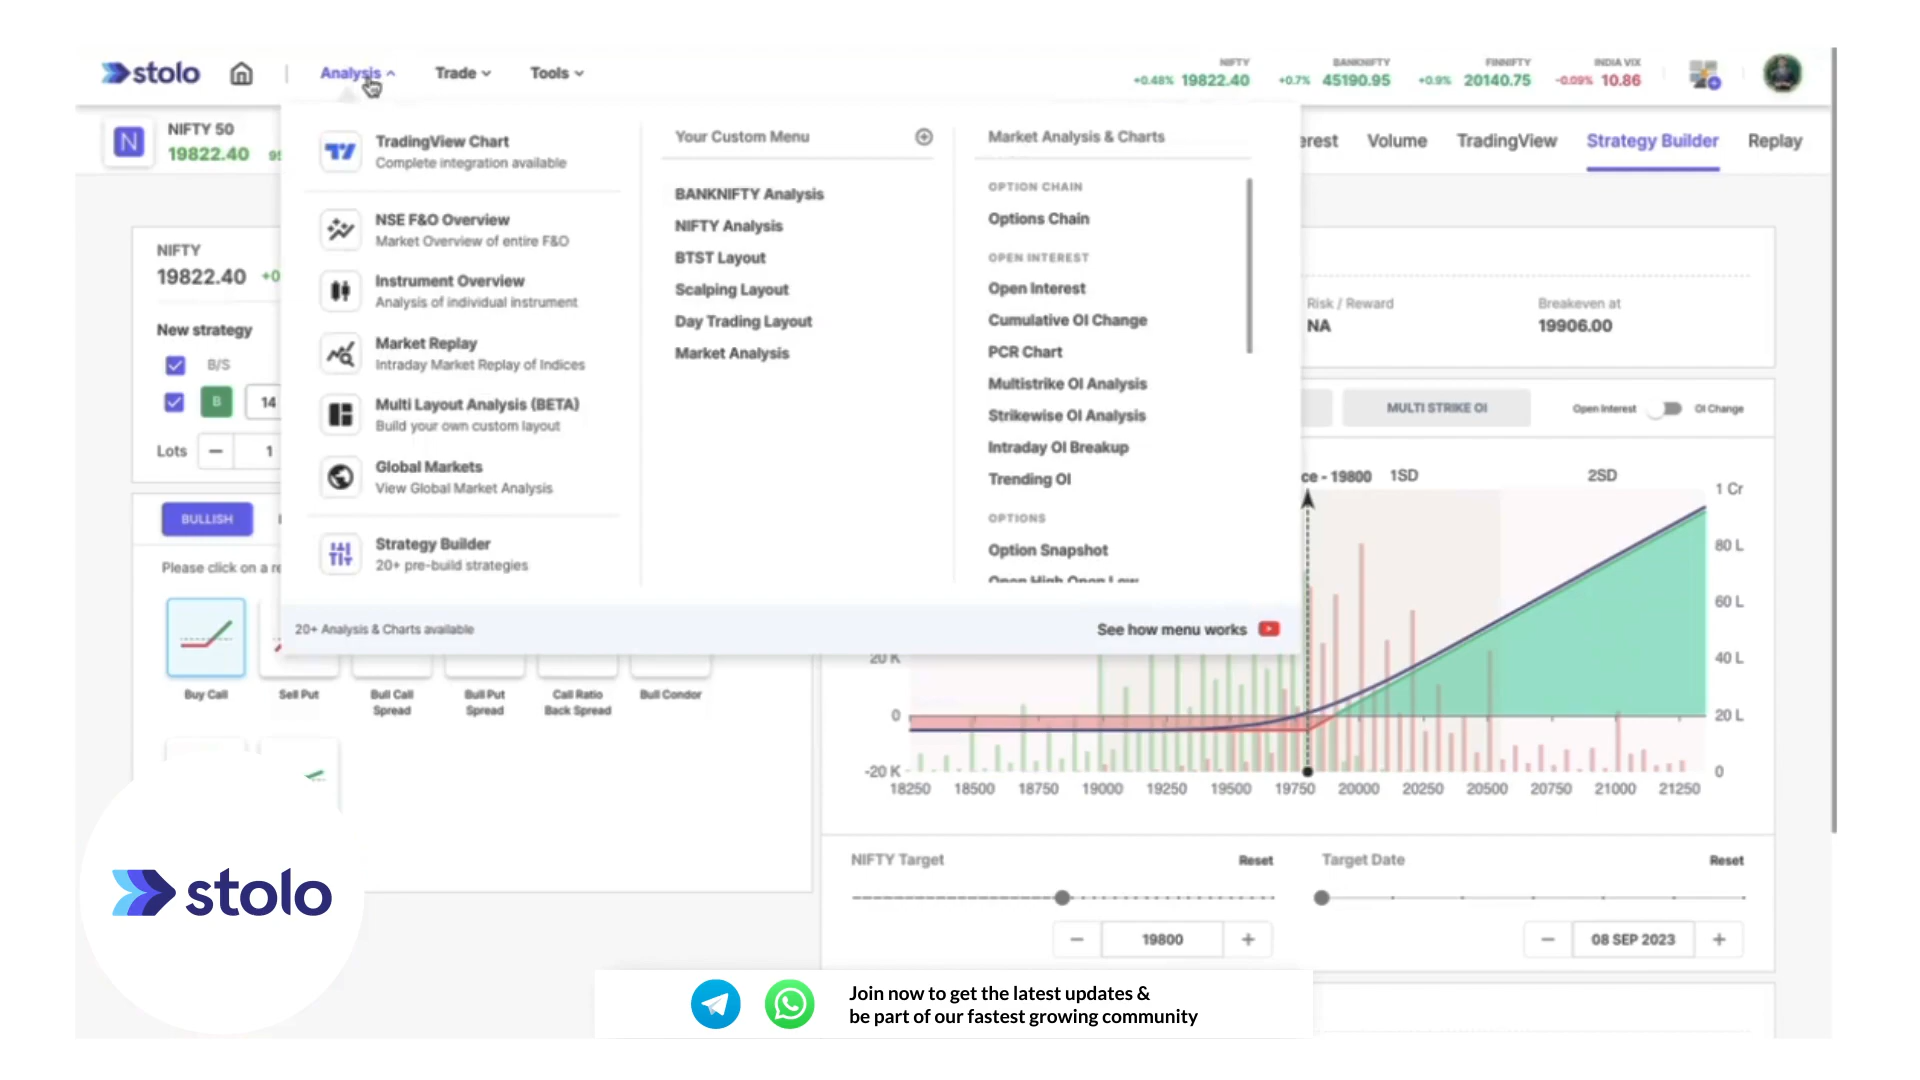 stolo
Analysis
Trade
Tools
NIFTY
+0.48% 19822.40
BANKNIFTY
+0.7% 45190.95
FINNIFTY
+0.9% 20140.75
INDIA VIX
-0.09% 10.86
N
NIFTY 50
19822.40
Volume
TradingView
Strategy Builder
Replay
TradingView Chart
Complete integration available
NSE F&O Overview
Market Overview of entire F&O
Instrument Overview
Analysis of individual instrument
Market Replay
Intraday Market Replay of Indices
Multi Layout Analysis (BETA)
Build your own custom layout
Global Markets
View Global Market Analysis
Strategy Builder
20+ pre-build strategies
Your Custom Menu
BANKNIFTY Analysis
NIFTY Analysis
BTST Layout
Scalping Layout
Day Trading Layout
Market Analysis
Market Analysis & Charts
OPTION CHAIN
Options Chain
OPEN INTEREST
Open Interest
Cumulative OI Change
PCR Chart
Multistrike OI Analysis
Strikewise OI Analysis
Intraday OI Breakup
Trending OI
OPTIONS
Option Snapshot
Open High Open Low
20+ Analysis & Charts available
See how menu works
NIFTY
19822.40 +0
New strategy
B/S
B
14
Lots
1
BULLISH
Please click on a re
Buy Call
Sell Put
Bull Call
Spread
Bull Put
Spread
Call Ratio
Back Spread
Bull Condor
Risk / Reward
NA
Breakeven at
19906.00
MULTI STRIKE OI
Open Interest
OI Change
ce - 19800
1SD
2SD
1 Cr
80 L
60 L
40 L
20 L
0
20 K
0
-20 K
18250 18500 18750 19000 19250 19500 19750 20000 20250 20500 20750 21000 21250
NIFTY Target
Reset
19800
Target Date
Reset
08 SEP 2023
stolo
Join now to get the latest updates &
be part of our fastest growing community